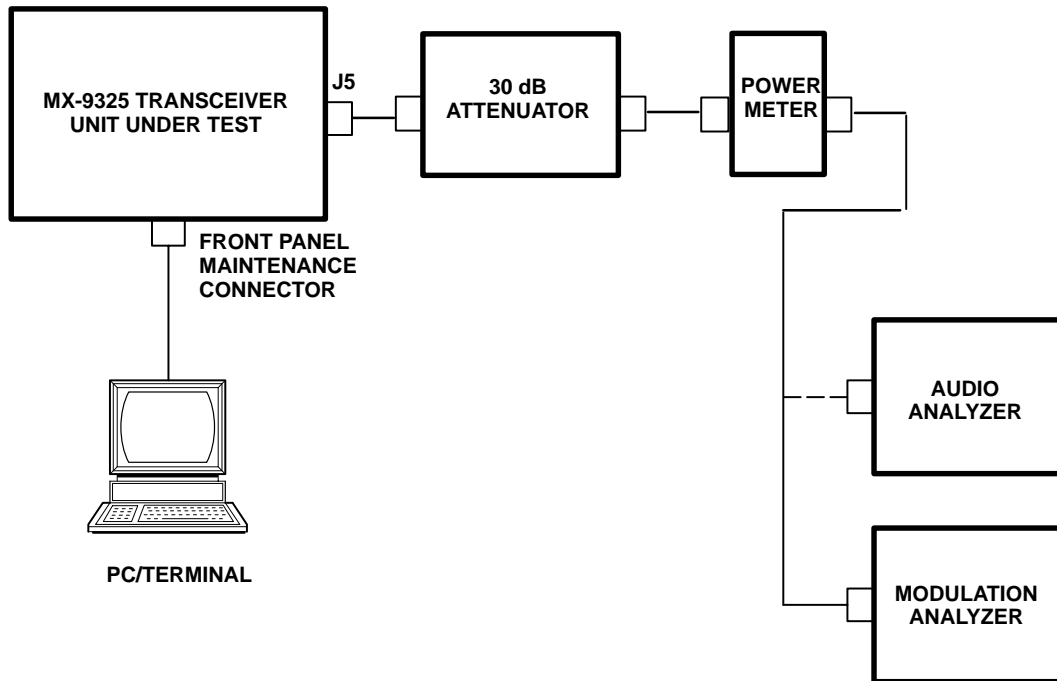 MX-9325 TRANSCEIVER
UNIT UNDER TEST
J5
30 dB
ATTENUATOR
POWER
METER
FRONT PANEL
MAINTENANCE
CONNECTOR
AUDIO
ANALYZER
PC/TERMINAL
MODULATION
ANALYZER